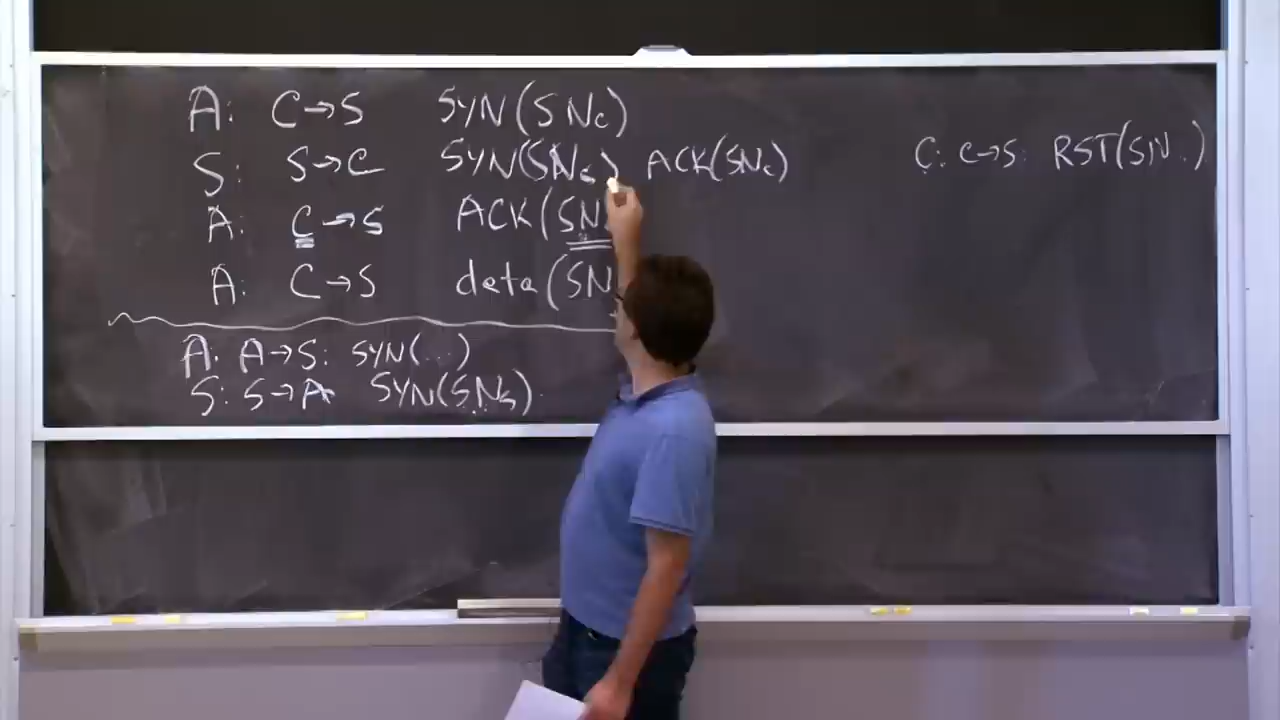 A: C→S SYN(SNc)
S: S→C SYN(SNs) ACK(SNc)
A: C→S ACK(SN
A: C→S data(SN
A: A→S: SYN(...)
S: S→A SYN(SNs)
C: C→S: RST(SN..)